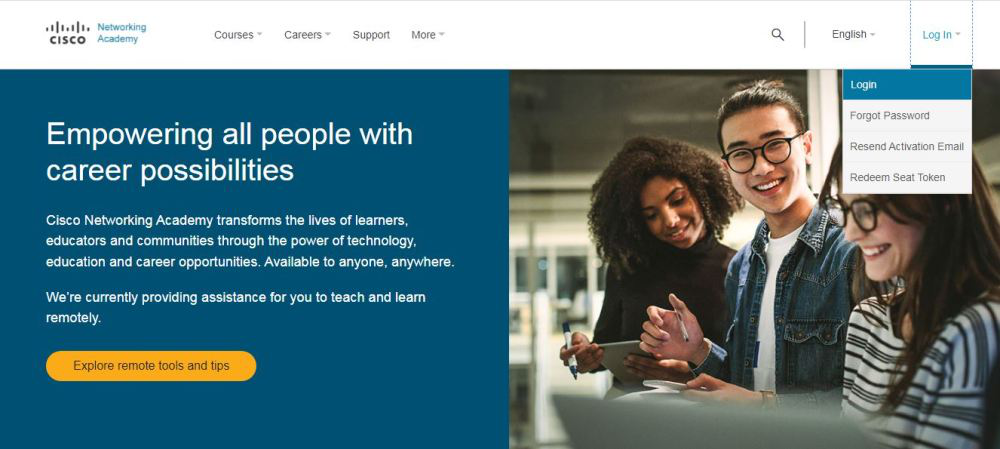 CISCO
Networking
Academy
Courses
Careers
Support
More
English
Log In
Login
Forgot Password
Resend Activation Email
Redeem Seat Token
Empowering all people with
career possibilities
Cisco Networking Academy transforms the lives of learners,
educators and communities through the power of technology,
education and career opportunities. Available to anyone, anywhere.
We’re currently providing assistance for you to teach and learn
remotely.
Explore remote tools and tips